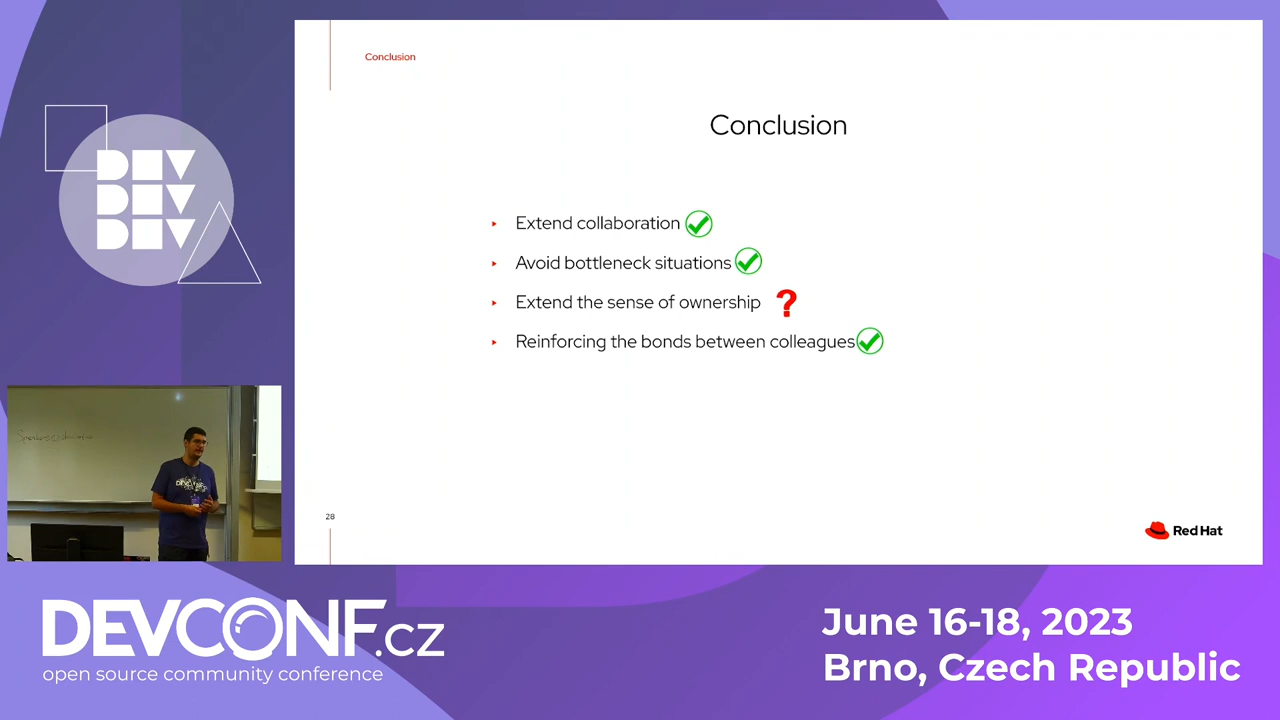 Conclusion
Conclusion
Extend collaboration
Avoid bottleneck situations
Extend the sense of ownership ?
Reinforcing the bonds between colleagues
28
Red Hat
DEV
DEV
DEV
DEVCONF.cz
open source community conference
June 16-18, 2023
Brno, Czech Republic